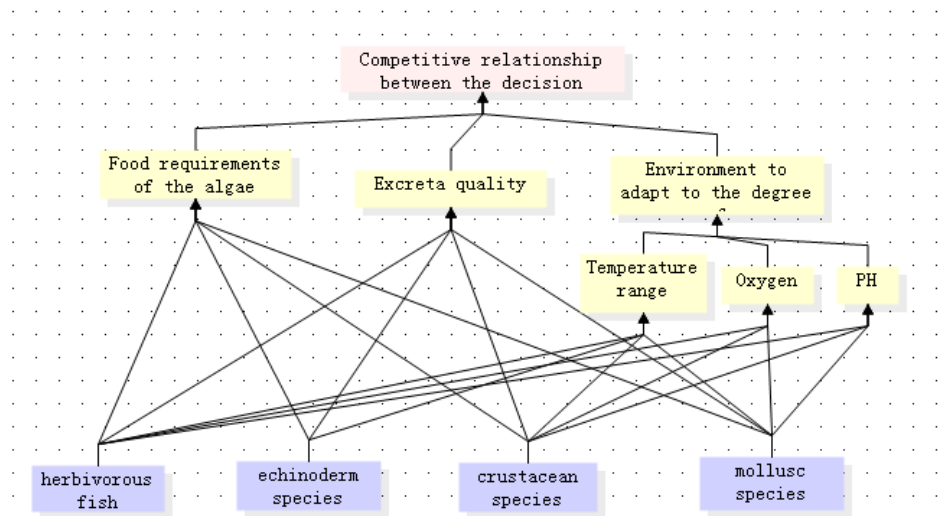 Competitive relationship
between the decision
Food requirements
of the algae
Excreta quality
Environment to
adapt to the degree
Temperature
range
Oxygen
PH
herbivorous
fish
echinoderm
species
crustacean
species
mollusc
species